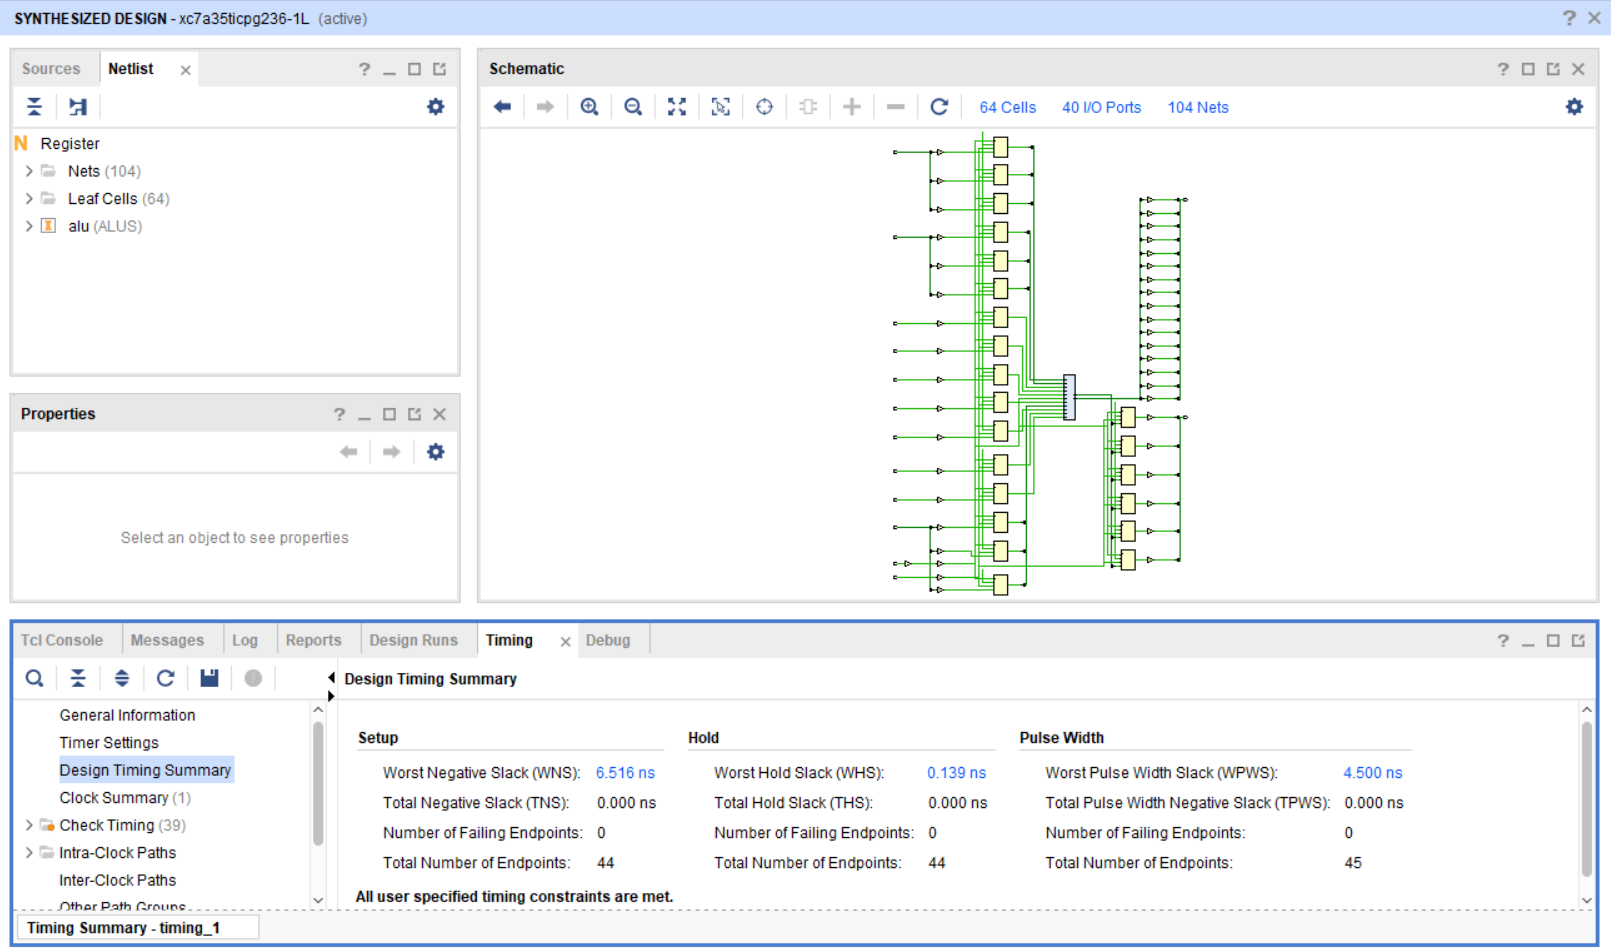 SYNTHESIZED DESIGN - xc7a35ticpg236-1L (active)
Sources Netlist
Register
Nets (104)
Leaf Cells (64)
alu (ALUS)
Properties
Select an object to see properties
Schematic
64 Cells 40 I/O Ports 104 Nets
Tcl Console Messages Log Reports Design Runs Timing Debug
General Information
Timer Settings
Design Timing Summary
Clock Summary (1)
Check Timing (39)
Intra-Clock Paths
Inter-Clock Paths
Other Path Groups
Design Timing Summary
Setup Hold Pulse Width
Worst Negative Slack (WNS): 6.516 ns Worst Hold Slack (WHS): 0.139 ns Worst Pulse Width Slack (WPWS): 4.500 ns
Total Negative Slack (TNS): 0.000 ns Total Hold Slack (THS): 0.000 ns Total Pulse Width Negative Slack (TPWS): 0.000 ns
Number of Failing Endpoints: 0 Number of Failing Endpoints: 0 Number of Failing Endpoints: 0
Total Number of Endpoints: 44 Total Number of Endpoints: 44 Total Number of Endpoints: 45
All user specified timing constraints are met.
Timing Summary - timing_1